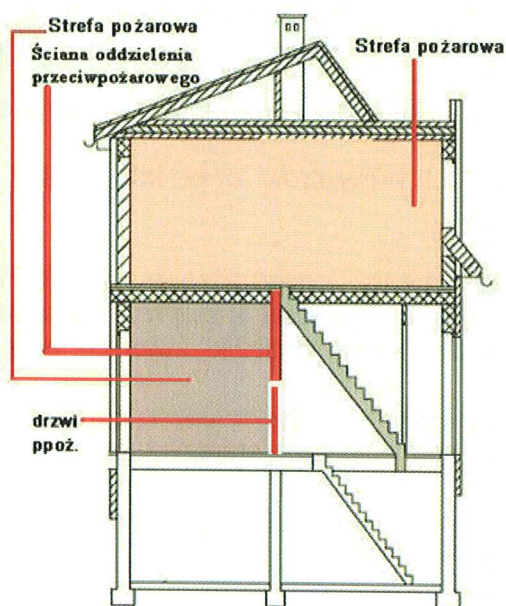 Strefa pożarowa
Ściana oddzielenia
przeciwpożarowego
Strefa pożarowa
drzwi
ppoż.